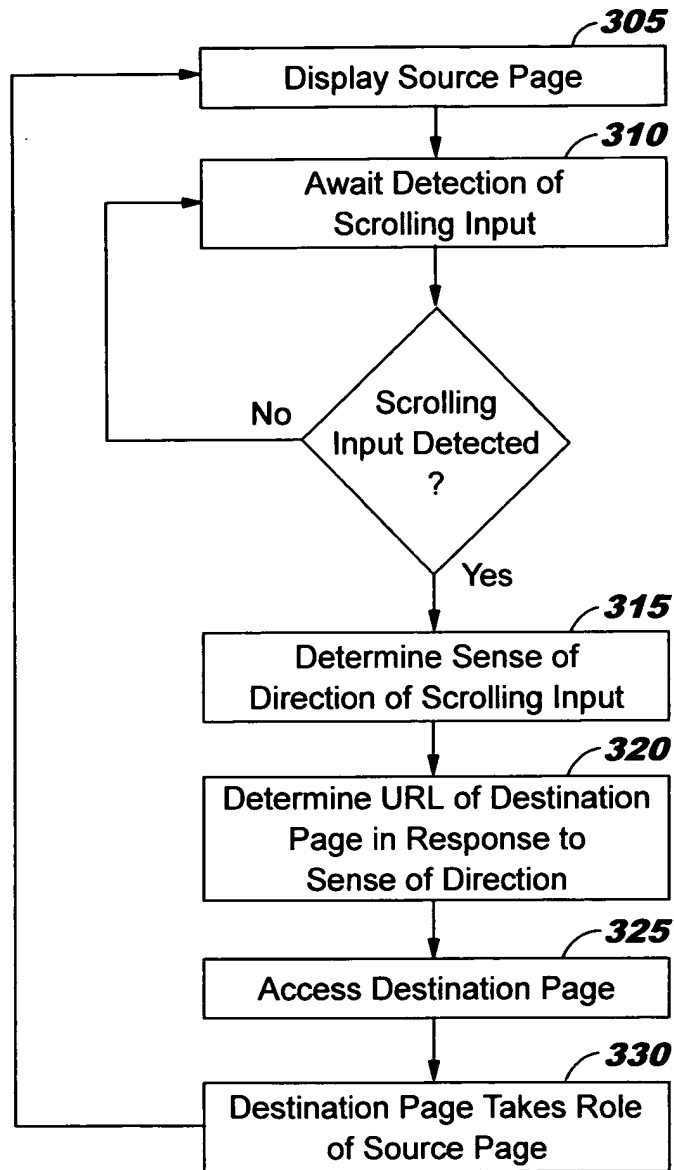 305
Display Source Page
310
Await Detection of
Scrolling Input
No
Scrolling
Input Detected
?
Yes
315
Determine Sense of
Direction of Scrolling Input
320
Determine URL of Destination
Page in Response to
Sense of Direction
325
Access Destination Page
330
Destination Page Takes Role
of Source Page